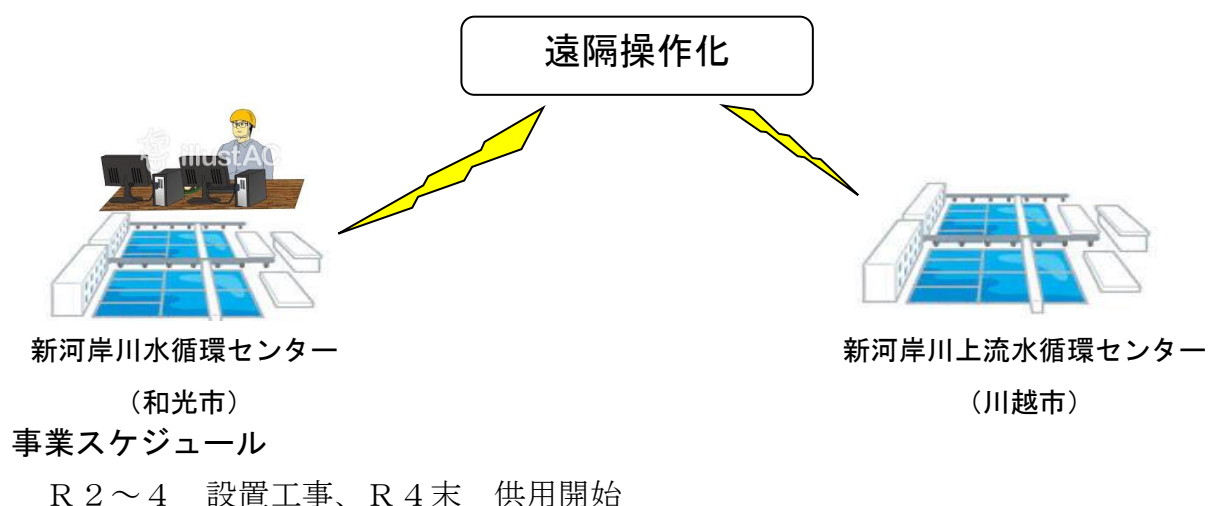 遠隔操作化
illustAC
新河岸川水循環センター
（和光市）
新河岸川上流水循環センター
（川越市）
事業スケジュール
Ｒ２～４　設置工事、Ｒ４末　供用開始